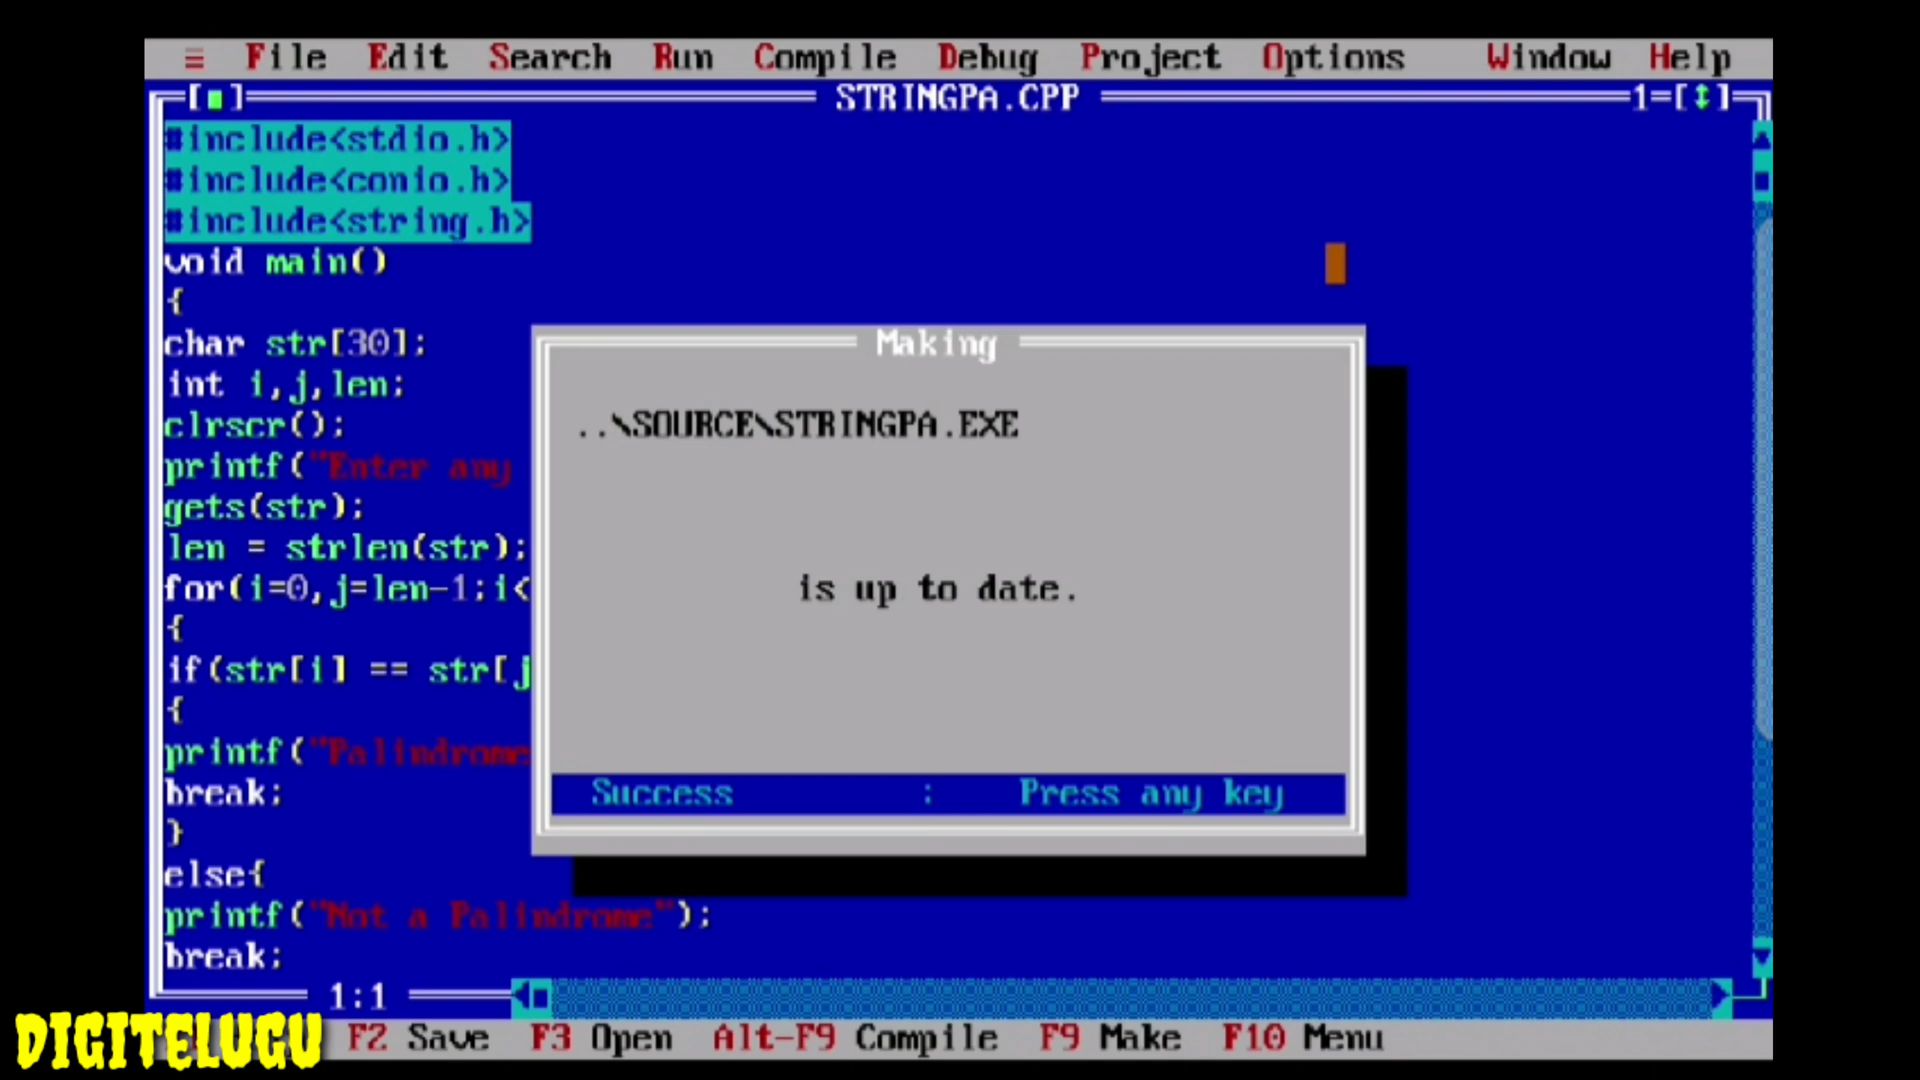 ≡ File Edit Search Run Compile Debug Project Options Window Help
[■] STRINGPA.CPP 1=[↕]
#include<stdio.h>
#include<conio.h>
#include<string.h>
void main()
{
char str[30];
int i,j,len;
clrscr();
printf("Enter any
gets(str);
len = strlen(str);
for(i=0,j=len-1;i<
{
if(str[i] == str[j
{
printf("Palindrome
break;
}
else{
printf("Not a Palindrome");
break;
Making
..\SOURCE\STRINGPA.EXE
is up to date.
Success : Press any key
1:1
DIGITELUGU
F2 Save F3 Open Alt-F9 Compile F9 Make F10 Menu